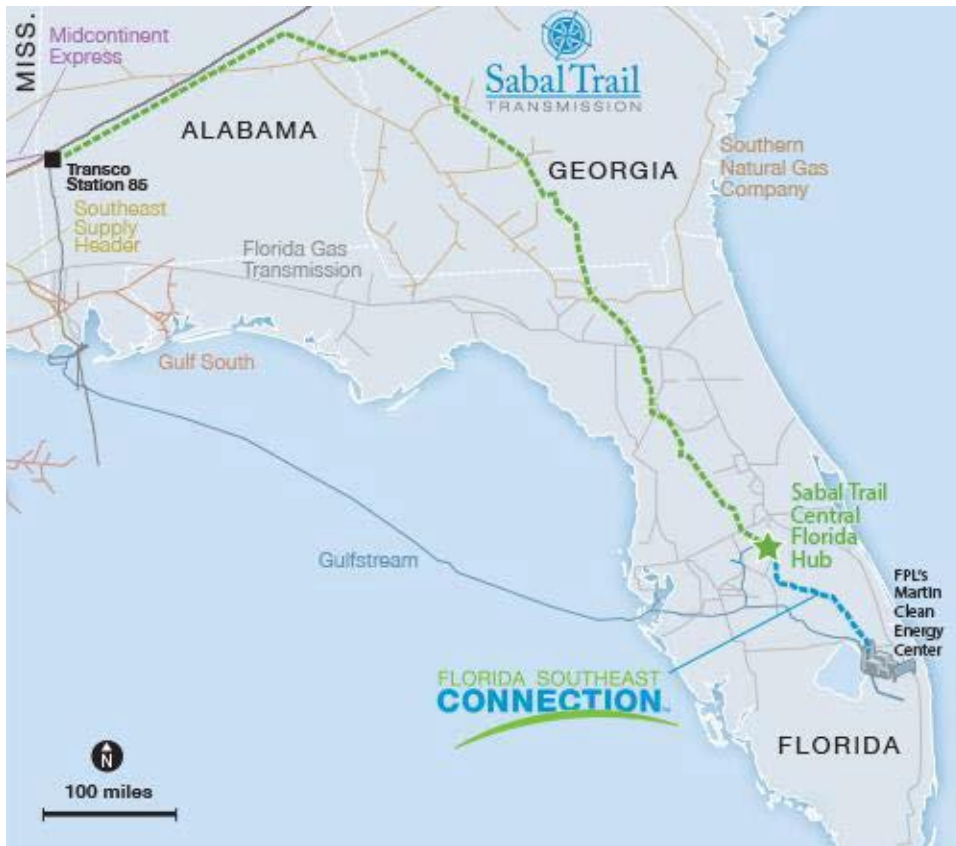 MISS.
Midcontinent
Express
Sabal Trail
TRANSMISSION
ALABAMA
GEORGIA
Southern
Natural Gas
Company
Transco
Station 85
Southeast
Supply
Header
Florida Gas
Transmission
Gulf South
Sabal Trail
Central
Florida
Hub
Gulfstream
FPL's
Martin
Clean
Energy
Center
FLORIDA SOUTHEAST
CONNECTION
FLORIDA
N
100 miles